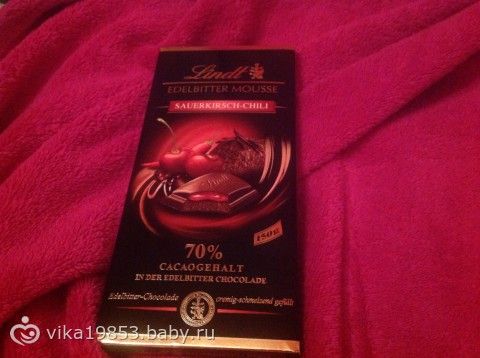 Lindt
EDELBITTER MOUSSE
SAUERKIRSCH-CHILI
150g
70%
CACAOGEHALT
IN DER EDELBITTER CHOCOLADE
Edelbitter-Chocolade cremig-schmelzend gefüllt
vika19853.baby.ru